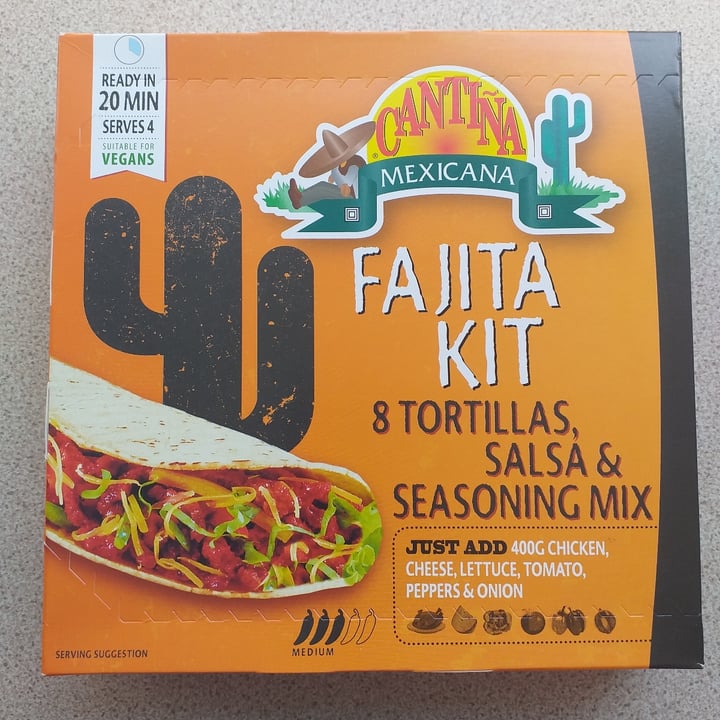 READY IN
20 MIN
SERVES 4
SUITABLE FOR
VEGANS
CANTIÑA
®
MEXICANA
FAJITA
KIT
8 TORTILLAS,
SALSA &
SEASONING MIX
JUST ADD 400G CHICKEN,
CHEESE, LETTUCE, TOMATO,
PEPPERS & ONION
MEDIUM
SERVING SUGGESTION